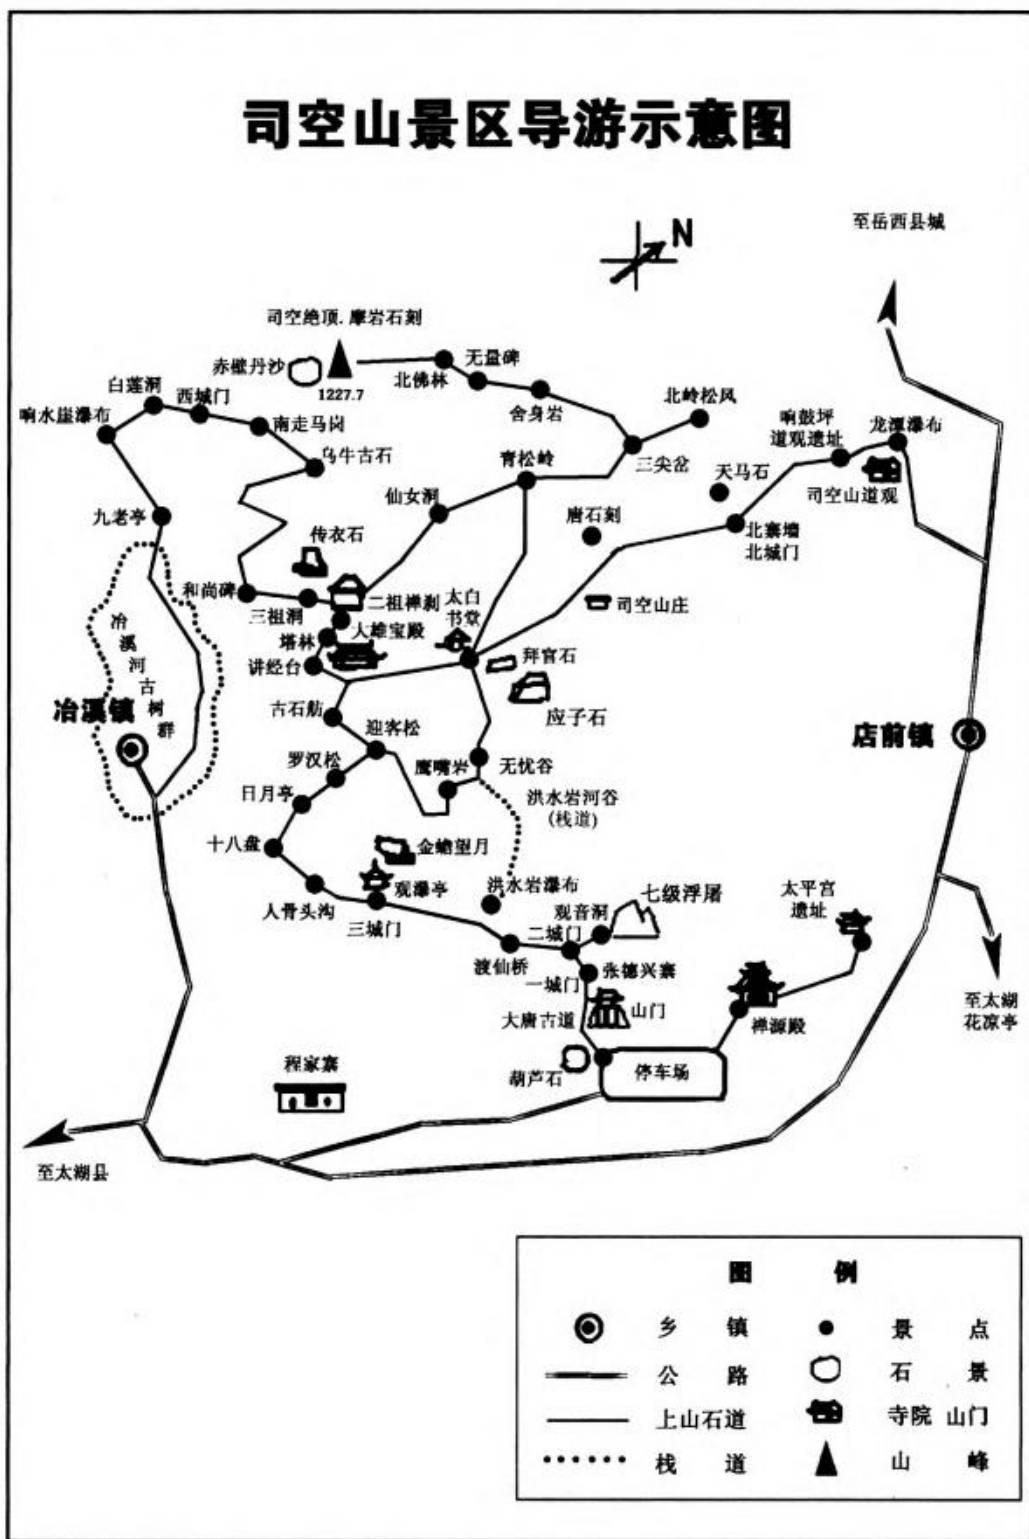 司空山景区导游示意图
至岳西县城
N
司空绝顶.摩岩石刻
赤壁丹沙
1227.7
北佛林
无量碑
舍身岩
北岭松风
三尖岔
白莲洞
西城门
响水崖瀑布
南走马岗
乌牛古石
青松岭
仙女洞
天马石
响鼓坪
道观遗址
龙潭瀑布
司空山道观
九老亭
传衣石
唐石刻
北寨墙
北城门
和尚碑
三祖洞
二祖禅刹
太白
书堂
司空山庄
大雄宝殿
塔林
讲经台
拜官石
应子石
冶溪河古树群
冶溪镇
古石舫
迎客松
店前镇
罗汉松
鹰嘴岩
无忧谷
日月亭
洪水岩河谷
(栈道)
十八盘
金蟾望月
观瀑亭
洪水岩瀑布
七级浮屠
太平宫
遗址
人骨头沟
三城门
观音洞
二城门
渡仙桥
一城门
张德兴寨
大唐古道
山门
禅源殿
至太湖
花凉亭
程家寨
葫芦石
停车场
至太湖县
图 例
乡 镇 景 点
公 路 石 景
上山石道 寺院 山门
栈 道 山 峰